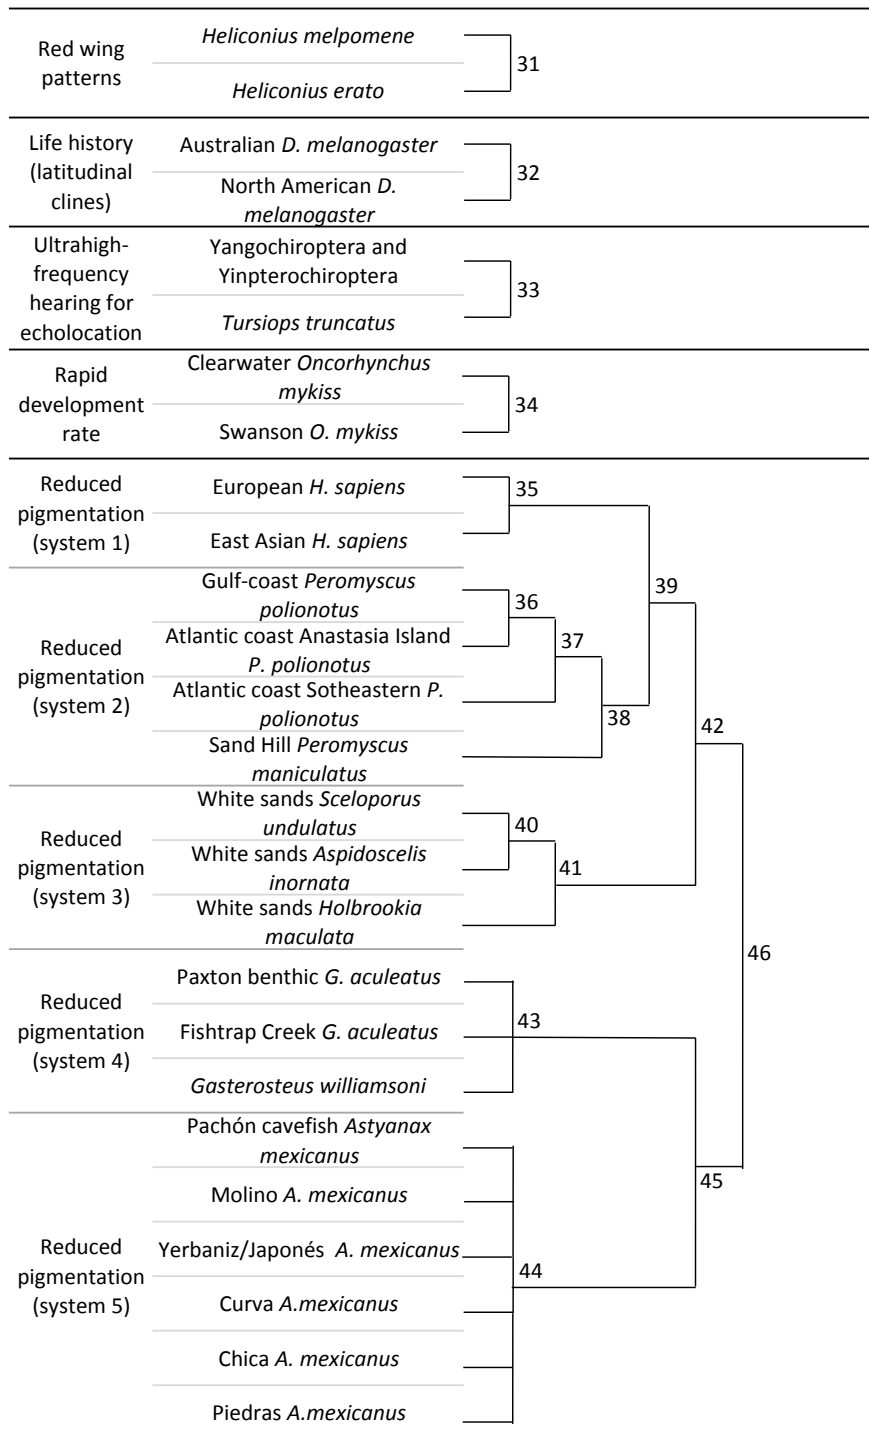 Red wing
patterns
Heliconius melpomene
Heliconius erato
31
Life history
(latitudinal
clines)
Australian D. melanogaster
North American D.
melanogaster
32
Ultrahigh-
frequency
hearing for
echolocation
Yangochiroptera and
Yinpterochiroptera
Tursiops truncatus
33
Rapid
development
rate
Clearwater Oncorhynchus
mykiss
Swanson O. mykiss
34
Reduced
pigmentation
(system 1)
European H. sapiens
East Asian H. sapiens
35
Reduced
pigmentation
(system 2)
Gulf-coast Peromyscus
polionotus
Atlantic coast Anastasia Island
P. polionotus
Atlantic coast Sotheastern P.
polionotus
Sand Hill Peromyscus
maniculatus
36
37
38
39
Reduced
pigmentation
(system 3)
White sands Sceloporus
undulatus
White sands Aspidoscelis
inornata
White sands Holbrookia
maculata
40
41
42
Reduced
pigmentation
(system 4)
Paxton benthic G. aculeatus
Fishtrap Creek G. aculeatus
Gasterosteus williamsoni
43
46
Reduced
pigmentation
(system 5)
Pachón cavefish Astyanax
mexicanus
Molino A. mexicanus
Yerbaniz/Japonés A. mexicanus
Curva A.mexicanus
Chica A. mexicanus
Piedras A.mexicanus
44
45